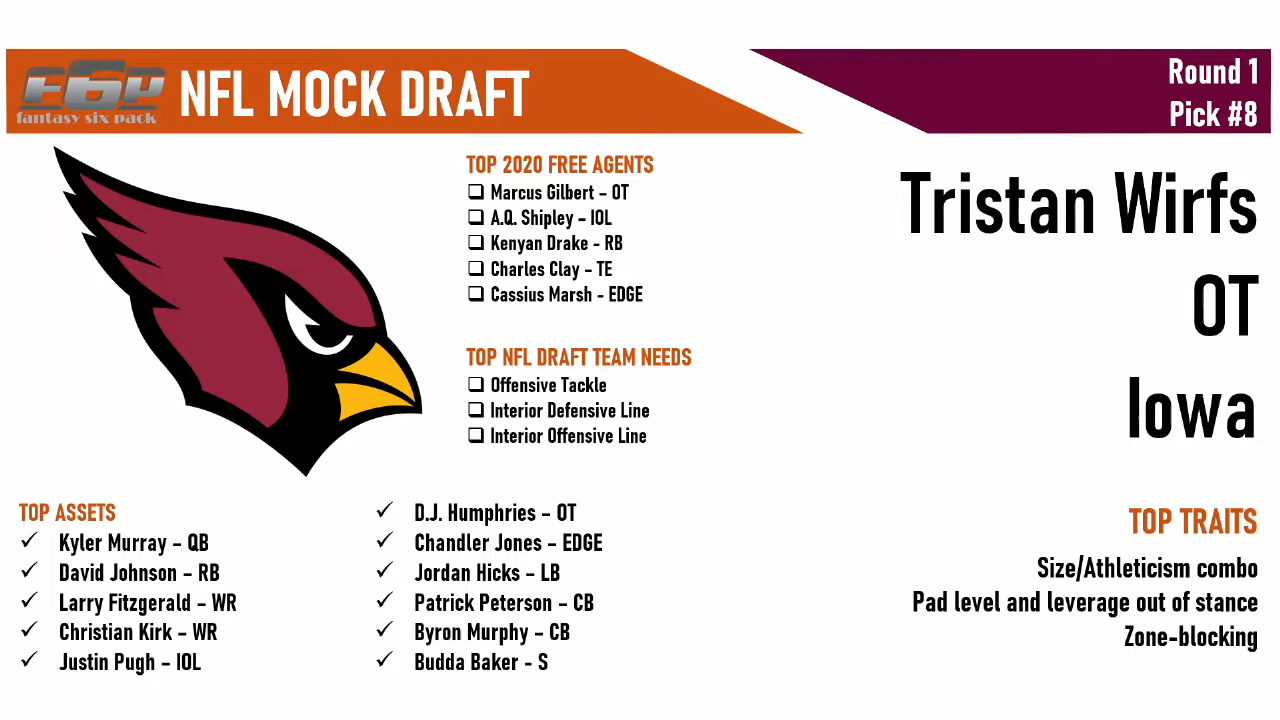 F6P
fantasy six pack
NFL MOCK DRAFT
Round 1
Pick #8
TOP 2020 FREE AGENTS
❑ Marcus Gilbert – OT
❑ A.Q. Shipley – IOL
❑ Kenyan Drake - RB
❑ Charles Clay – TE
❑ Cassius Marsh - EDGE
TOP NFL DRAFT TEAM NEEDS
❑ Offensive Tackle
❑ Interior Defensive Line
❑ Interior Offensive Line
Tristan Wirfs
OT
Iowa
TOP ASSETS
✓ Kyler Murray – QB
✓ David Johnson – RB
✓ Larry Fitzgerald – WR
✓ Christian Kirk – WR
✓ Justin Pugh – IOL
✓ D.J. Humphries – OT
✓ Chandler Jones – EDGE
✓ Jordan Hicks – LB
✓ Patrick Peterson – CB
✓ Byron Murphy – CB
✓ Budda Baker - S
TOP TRAITS
Size/Athleticism combo
Pad level and leverage out of stance
Zone-blocking